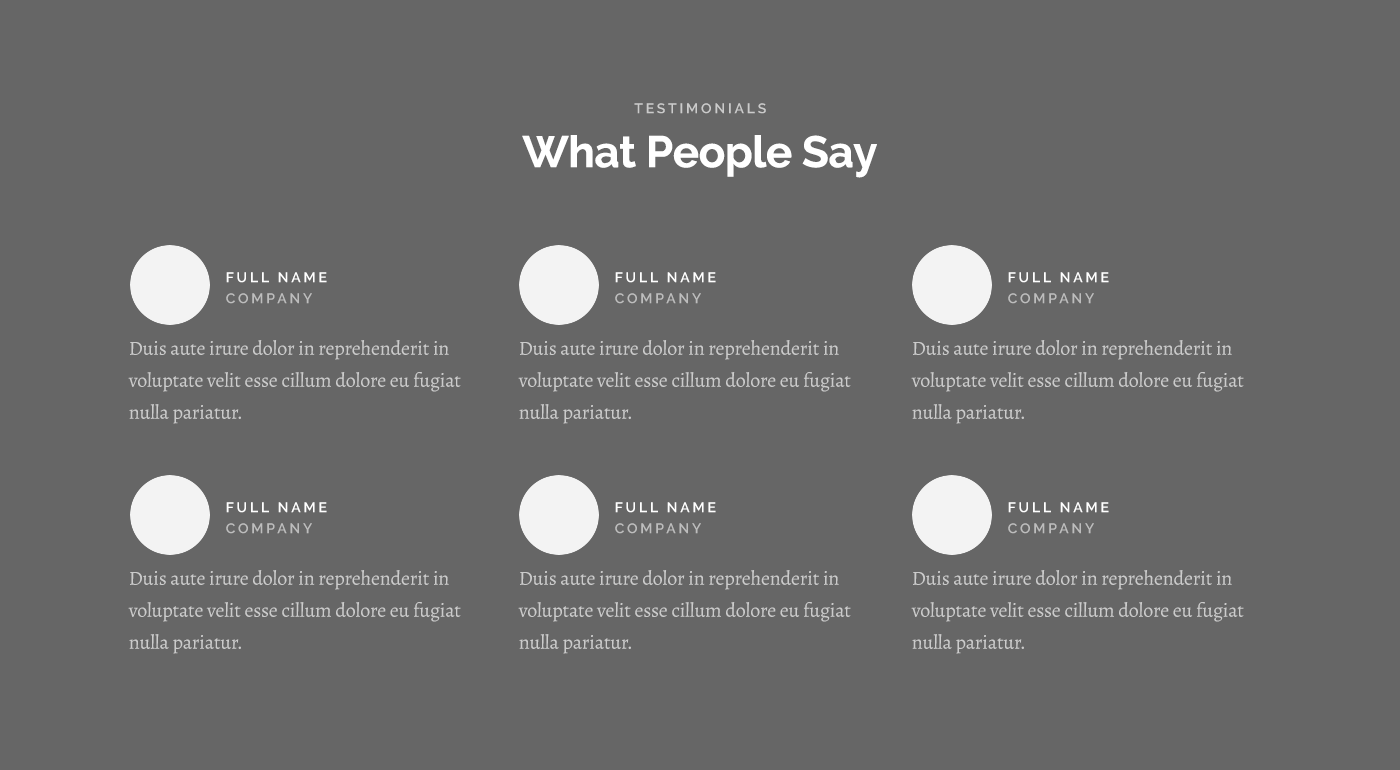 TESTIMONIALS
What People Say
FULL NAME
COMPANY
Duis aute irure dolor in reprehenderit in
voluptate velit esse cillum dolore eu fugiat
nulla pariatur.
FULL NAME
COMPANY
Duis aute irure dolor in reprehenderit in
voluptate velit esse cillum dolore eu fugiat
nulla pariatur.
FULL NAME
COMPANY
Duis aute irure dolor in reprehenderit in
voluptate velit esse cillum dolore eu fugiat
nulla pariatur.
FULL NAME
COMPANY
Duis aute irure dolor in reprehenderit in
voluptate velit esse cillum dolore eu fugiat
nulla pariatur.
FULL NAME
COMPANY
Duis aute irure dolor in reprehenderit in
voluptate velit esse cillum dolore eu fugiat
nulla pariatur.
FULL NAME
COMPANY
Duis aute irure dolor in reprehenderit in
voluptate velit esse cillum dolore eu fugiat
nulla pariatur.